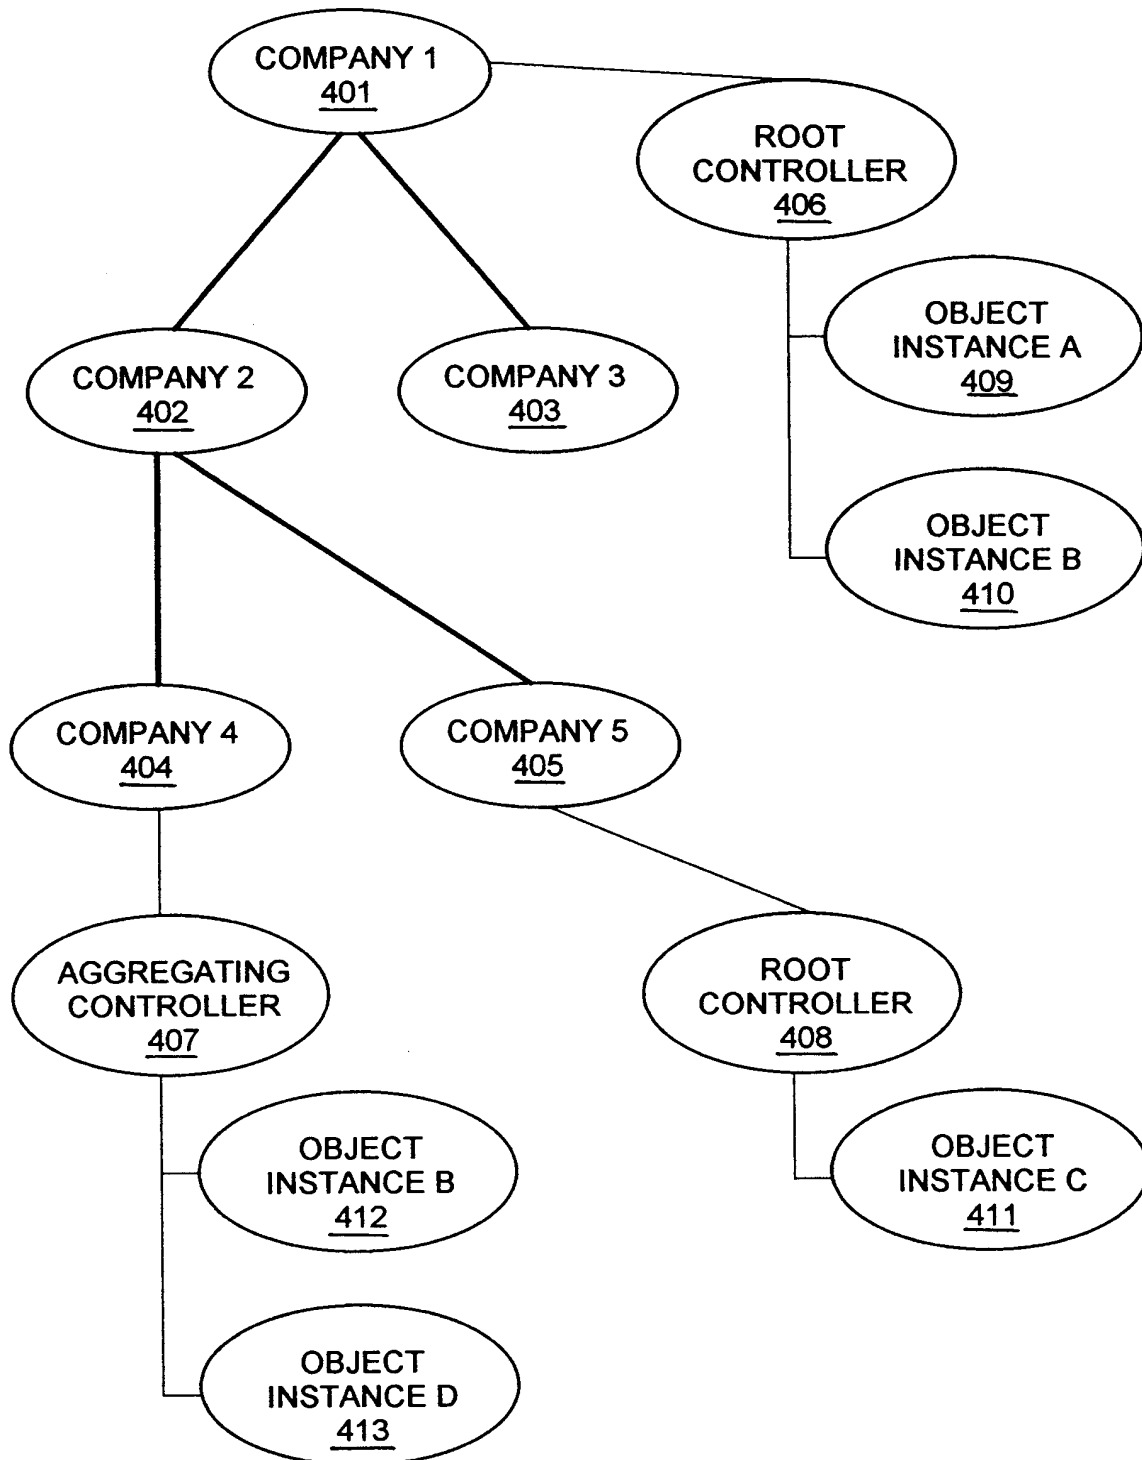 COMPANY 1
401
ROOT
CONTROLLER
406
OBJECT
INSTANCE A
409
COMPANY 2
402
COMPANY 3
403
OBJECT
INSTANCE B
410
COMPANY 4
404
COMPANY 5
405
AGGREGATING
CONTROLLER
407
ROOT
CONTROLLER
408
OBJECT
INSTANCE B
412
OBJECT
INSTANCE C
411
OBJECT
INSTANCE D
413